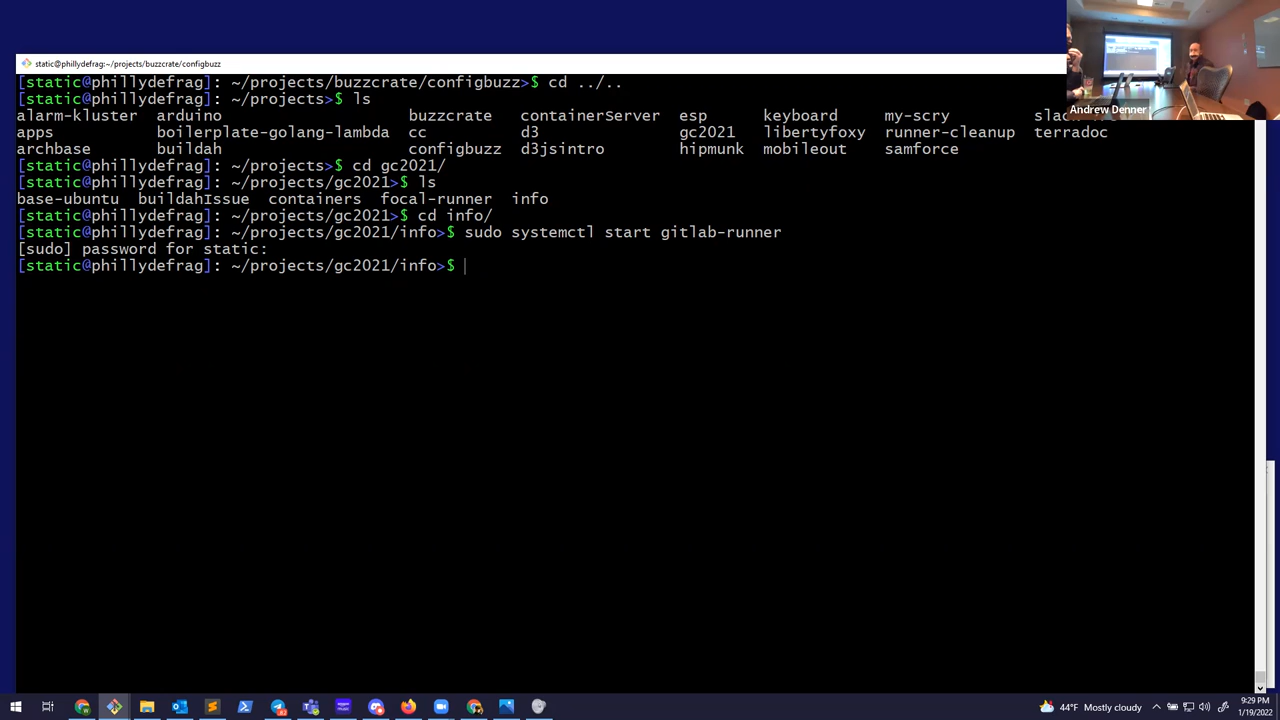 static@phillydefrag:~/projects/buzzcrate/configbuzz
[static@phillydefrag]: ~/projects/buzzcrate/configbuzz>$ cd ../..
[static@phillydefrag]: ~/projects>$ ls
alarm-kluster arduino buzzcrate containerServer esp keyboard my-scry
apps boilerplate-golang-lambda cc d3 gc2021 libertyfoxy runner-cleanup terradoc
archbase buildah configbuzz d3jsintro hipmunk mobileout samforce
[static@phillydefrag]: ~/projects>$ cd gc2021/
[static@phillydefrag]: ~/projects/gc2021>$ ls
base-ubuntu buildahIssue containers focal-runner info
[static@phillydefrag]: ~/projects/gc2021>$ cd info/
[static@phillydefrag]: ~/projects/gc2021/info>$ sudo systemctl start gitlab-runner
[sudo] password for static:
[static@phillydefrag]: ~/projects/gc2021/info>$
Andrew Denner
44°F Mostly cloudy
9:29 PM
1/19/2022